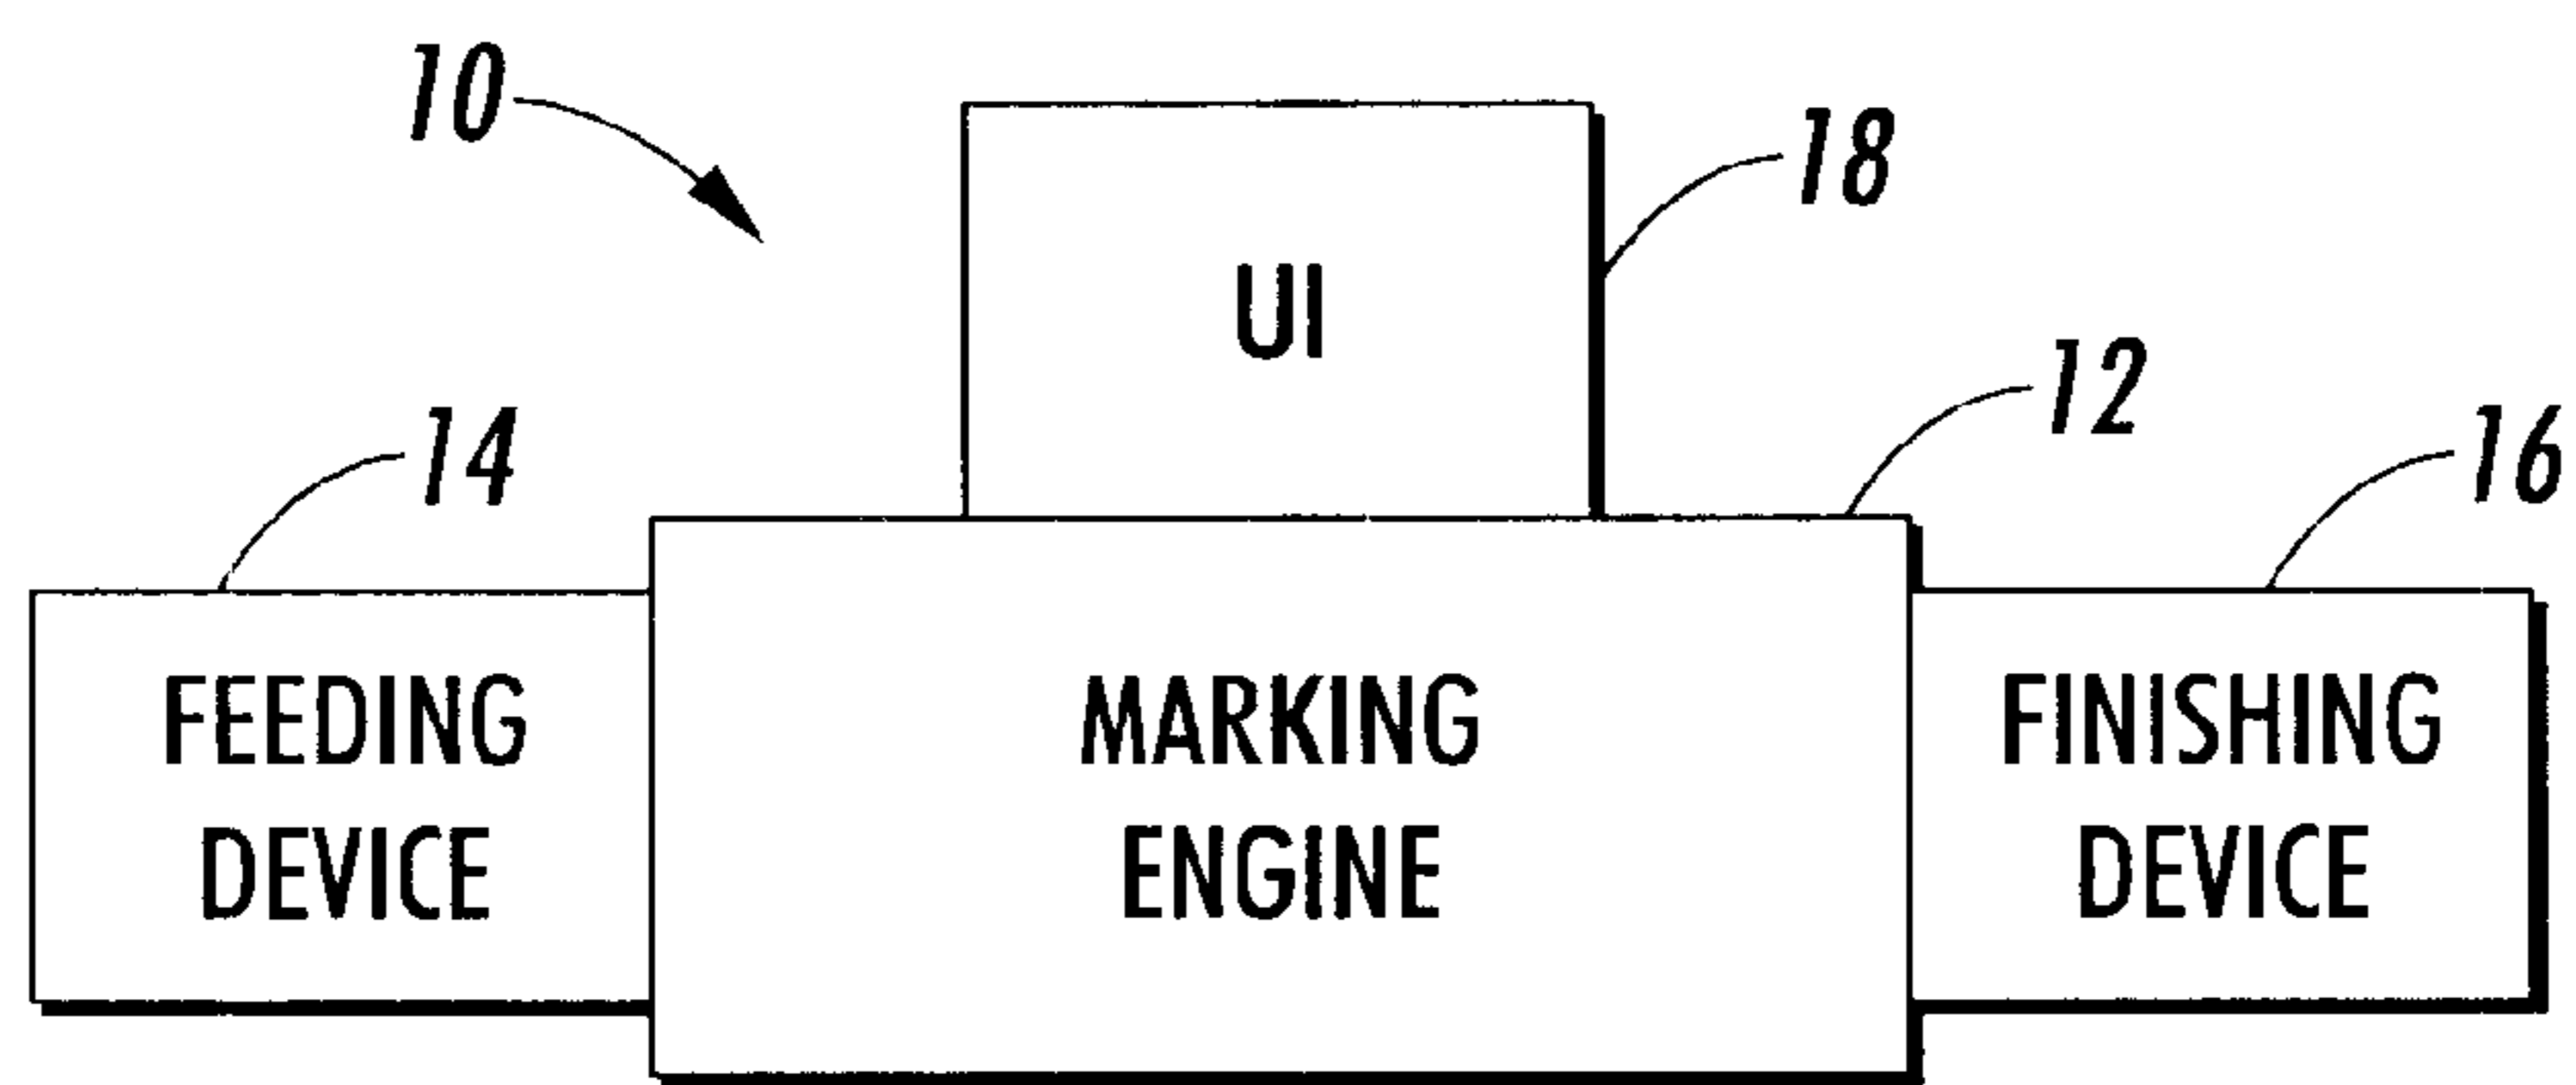 10
18
UI
12
14
16
FEEDING
DEVICE
MARKING
ENGINE
FINISHING
DEVICE